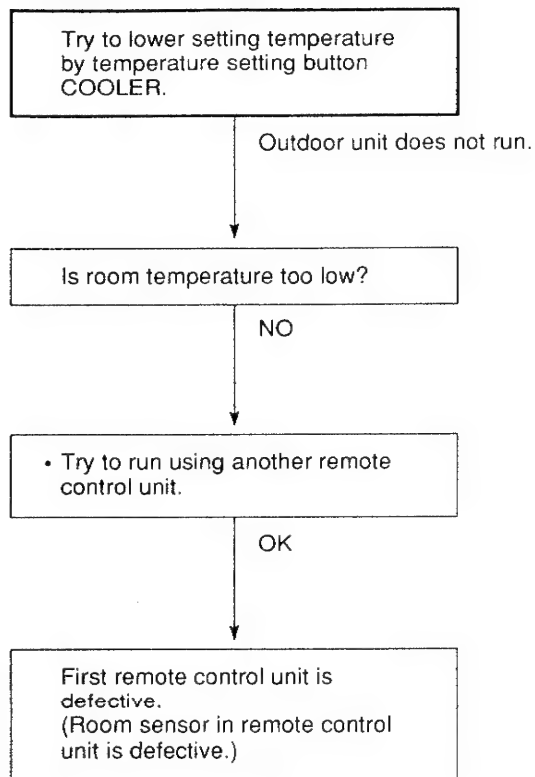 Try to lower setting temperature
by temperature setting button
COOLER.
Outdoor unit does not run.
Is room temperature too low?
NO
• Try to run using another remote
control unit.
OK
First remote control unit is
defective.
(Room sensor in remote control
unit is defective.)